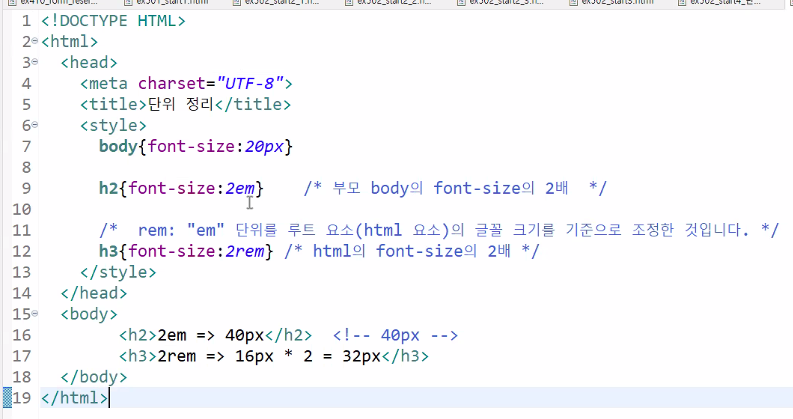 ex410_form_reser...
ex501_start1.html
ex502_start2_1.h...
ex502_start2_2.h...
ex502_start2_3.h...
ex502_start3.html
1 <!DOCTYPE HTML>
2 <html>
3 <head>
4 <meta charset="UTF-8">
5 <title>단위 정리</title>
6 <style>
7 body{font-size:20px}
8
9 h2{font-size:2em} /* 부모 body의 font-size의 2배 */
10
11 /* rem: "em" 단위를 루트 요소(html 요소)의 글꼴 크기를 기준으로 조정한 것입니다. */
12 h3{font-size:2rem} /* html의 font-size의 2배 */
13 </style>
14 </head>
15 <body>
16 <h2>2em => 40px</h2> <!-- 40px -->
17 <h3>2rem => 16px * 2 = 32px</h3>
18 </body>
19 </html>